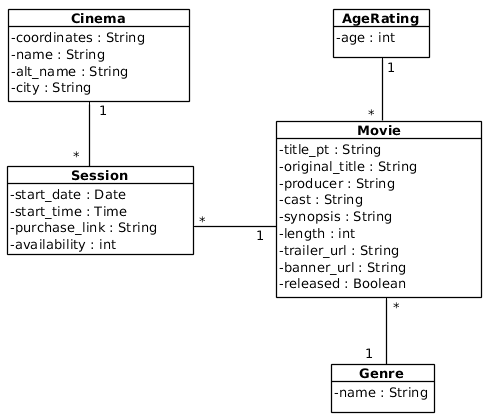 Cinema
-coordinates : String
-name : String
-alt_name : String
-city : String
1
*
Session
-start_date : Date
-start_time : Time
-purchase_link : String
-availability : int
*
1
AgeRating
-age : int
1
*
Movie
-title_pt : String
-original_title : String
-producer : String
-cast : String
-synopsis : String
-length : int
-trailer_url : String
-banner_url : String
-released : Boolean
*
1
Genre
-name : String